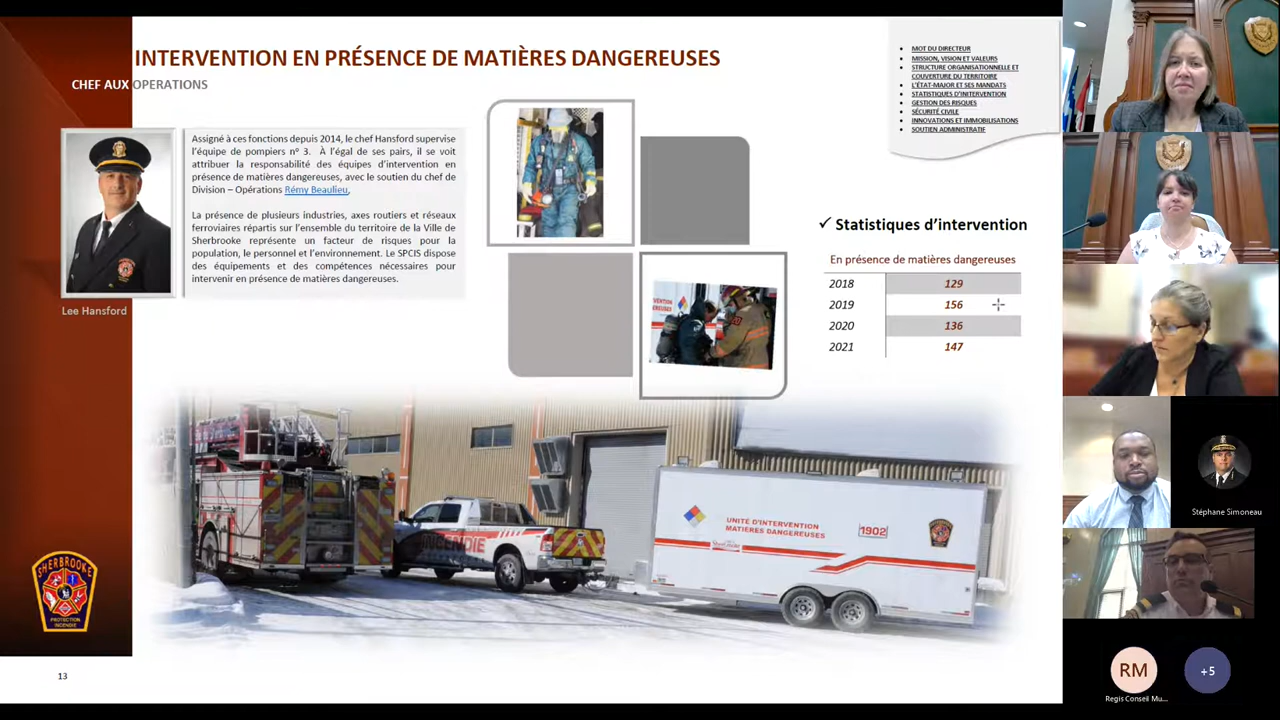 INTERVENTION EN PRÉSENCE DE MATIÈRES DANGEREUSES
CHEF AUX OPERATIONS
• MOT DU DIRECTEUR
• MISSION, VISION ET VALEURS
• STRUCTURE ORGANISATIONNELLE ET
COUVERTURE DU TERRITOIRE
• L'ÉTAT-MAJOR ET SES MANDATS
• STATISTIQUES D'INITERVENTION
• GESTION DES RISQUES
• SÉCURITÉ CIVILE
• INNOVATIONS ET IMMOBILISATIONS
• SOUTIEN ADMINISTRATIF
Assigné à ces fonctions depuis 2014, le chef Hansford supervise
l'équipe de pompiers nº 3. À l'égal de ses pairs, il se voit
attribuer la responsabilité des équipes d'intervention en
présence de matières dangereuses, avec le soutien du chef de
Division – Opérations Rémy Beaulieu,
La présence de plusieurs industries, axes routiers et réseaux
ferroviaires répartis sur l'ensemble du territoire de la Ville de
Sherbrooke représente un facteur de risques pour la
population, le personnel et l'environnement. Le SPCIS dispose
des équipements et des compétences nécessaires pour
intervenir en présence de matières dangereuses.
Lee Hansford
✓ Statistiques d'intervention
En présence de matières dangereuses
2018 129
2019 156
2020 136
2021 147
UNITÉ D'INTERVENTION
MATIÈRES DANGEREUSES
1902
INCENDIE
SHERBROOKE
PROTECTION
INCENDIE
13
Stéphane Simoneau
RM
Regis Conseil Mu...
+5